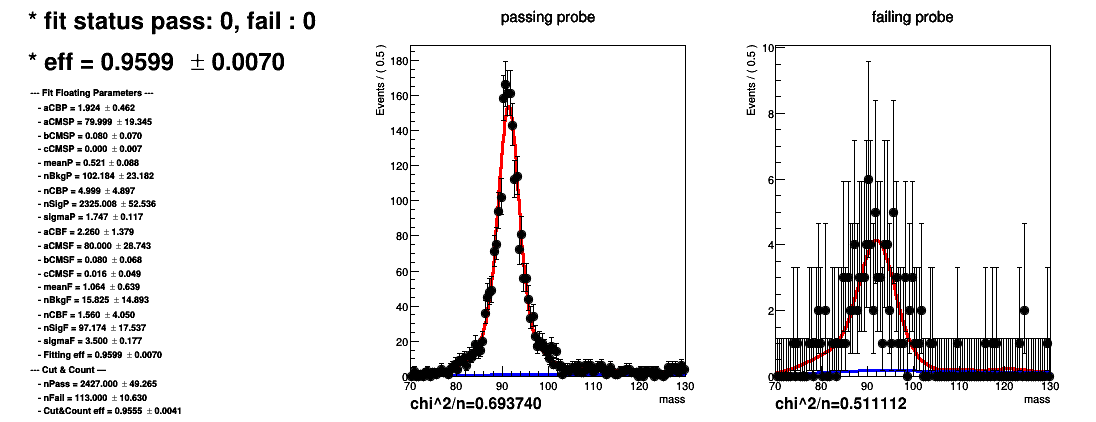 * fit status pass: 0, fail : 0
* eff = 0.9599 ± 0.0070
--- Fit Floating Parameters ---
- aCBP = 1.924 ± 0.462
- aCMSP = 79.999 ± 19.345
- bCMSP = 0.080 ± 0.070
- cCMSP = 0.000 ± 0.007
- meanP = 0.521 ± 0.088
- nBkgP = 102.184 ± 23.182
- nCBP = 4.999 ± 4.897
- nSigP = 2325.008 ± 52.536
- sigmaP = 1.747 ± 0.117
- aCBF = 2.260 ± 1.379
- aCMSF = 80.000 ± 28.743
- bCMSF = 0.080 ± 0.068
- cCMSF = 0.016 ± 0.049
- meanF = 1.064 ± 0.639
- nBkgF = 15.825 ± 14.893
- nCBF = 1.560 ± 4.050
- nSigF = 97.174 ± 17.537
- sigmaF = 3.500 ± 0.177
- Fitting eff = 0.9599 ± 0.0070
--- Cut & Count ---
- nPass = 2427.000 ± 49.265
- nFail = 113.000 ± 10.630
- Cut&Count eff = 0.9555 ± 0.0041
passing probe
Events / ( 0.5 )
180
160
140
120
100
80
60
40
20
0
70 80 90 100 110 120 130
mass
chi^2/n=0.693740
failing probe
Events / ( 0.5 )
10
8
6
4
2
0
70 80 90 100 110 120 130
mass
chi^2/n=0.511112